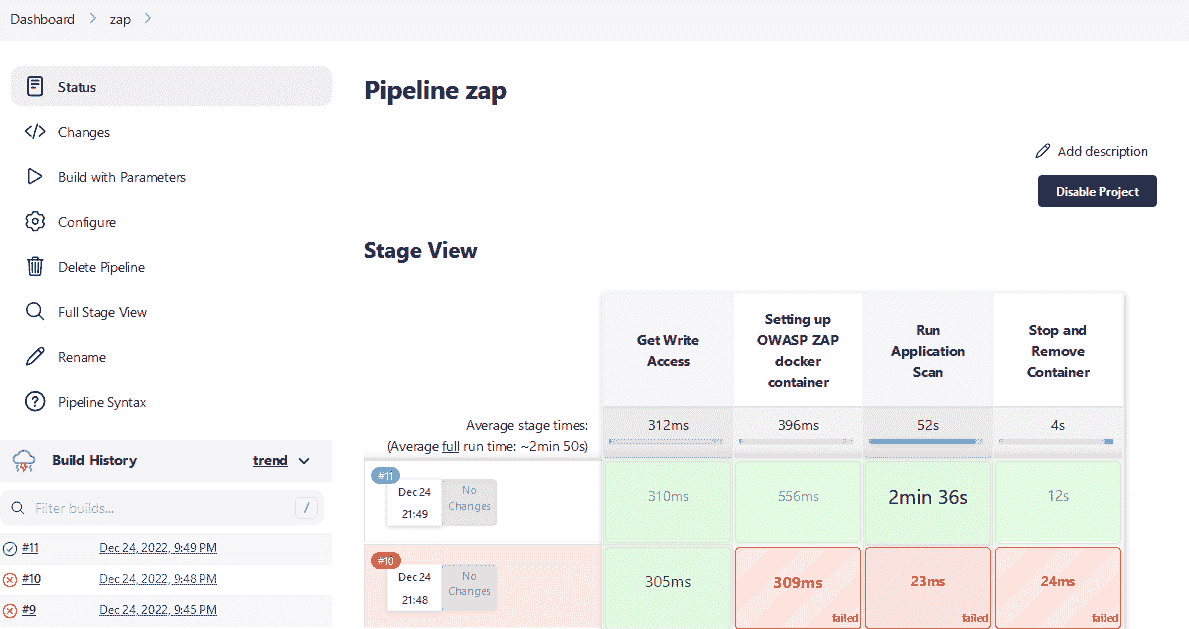 Dashboard
zap
Status
Changes
Build with Parameters
Configure
Delete Pipeline
Full Stage View
Rename
Pipeline Syntax
Build History
trend
Filter builds...
/
#11
Dec 24, 2022, 9:49 PM
#10
Dec 24, 2022, 9:48 PM
#9
Dec 24, 2022, 9:45 PM
Pipeline zap
Add description
Disable Project
Stage View
Get Write
Access
Setting up
OWASP ZAP
docker
container
Run
Application
Scan
Stop and
Remove
Container
Average stage times:
(Average full run time: ~2min 50s)
312ms
396ms
52s
4s
#11
Dec 24
21:49
No
Changes
310ms
556ms
2min 36s
12s
#10
Dec 24
21:48
No
Changes
305ms
309ms
failed
23ms
failed
24ms
failed